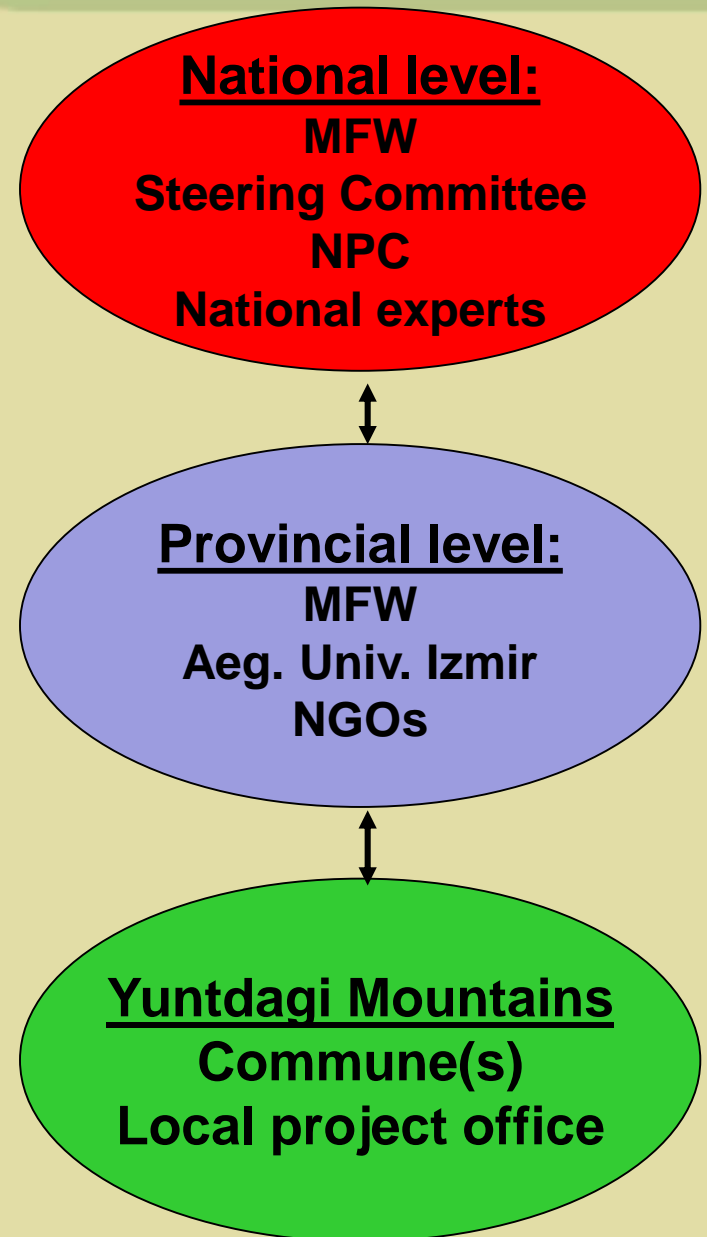 National level:
MFW
Steering Committee
NPC
National experts
Provincial level:
MFW
Aeg. Univ. Izmir
NGOs
Yuntdagi Mountains
Commune(s)
Local project office